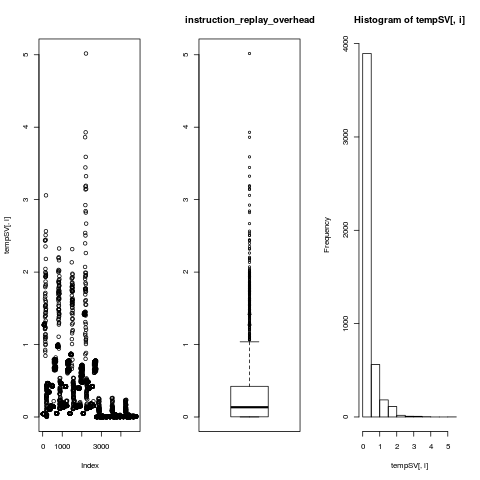 instruction_replay_overhead
Histogram of tempSV[, i]
tempSV[, i]
0
1
2
3
4
5
0 1000 3000
Index
0
1
2
3
4
5
Frequency
0
1000
2000
3000
4000
0 1 2 3 4 5
tempSV[, i]